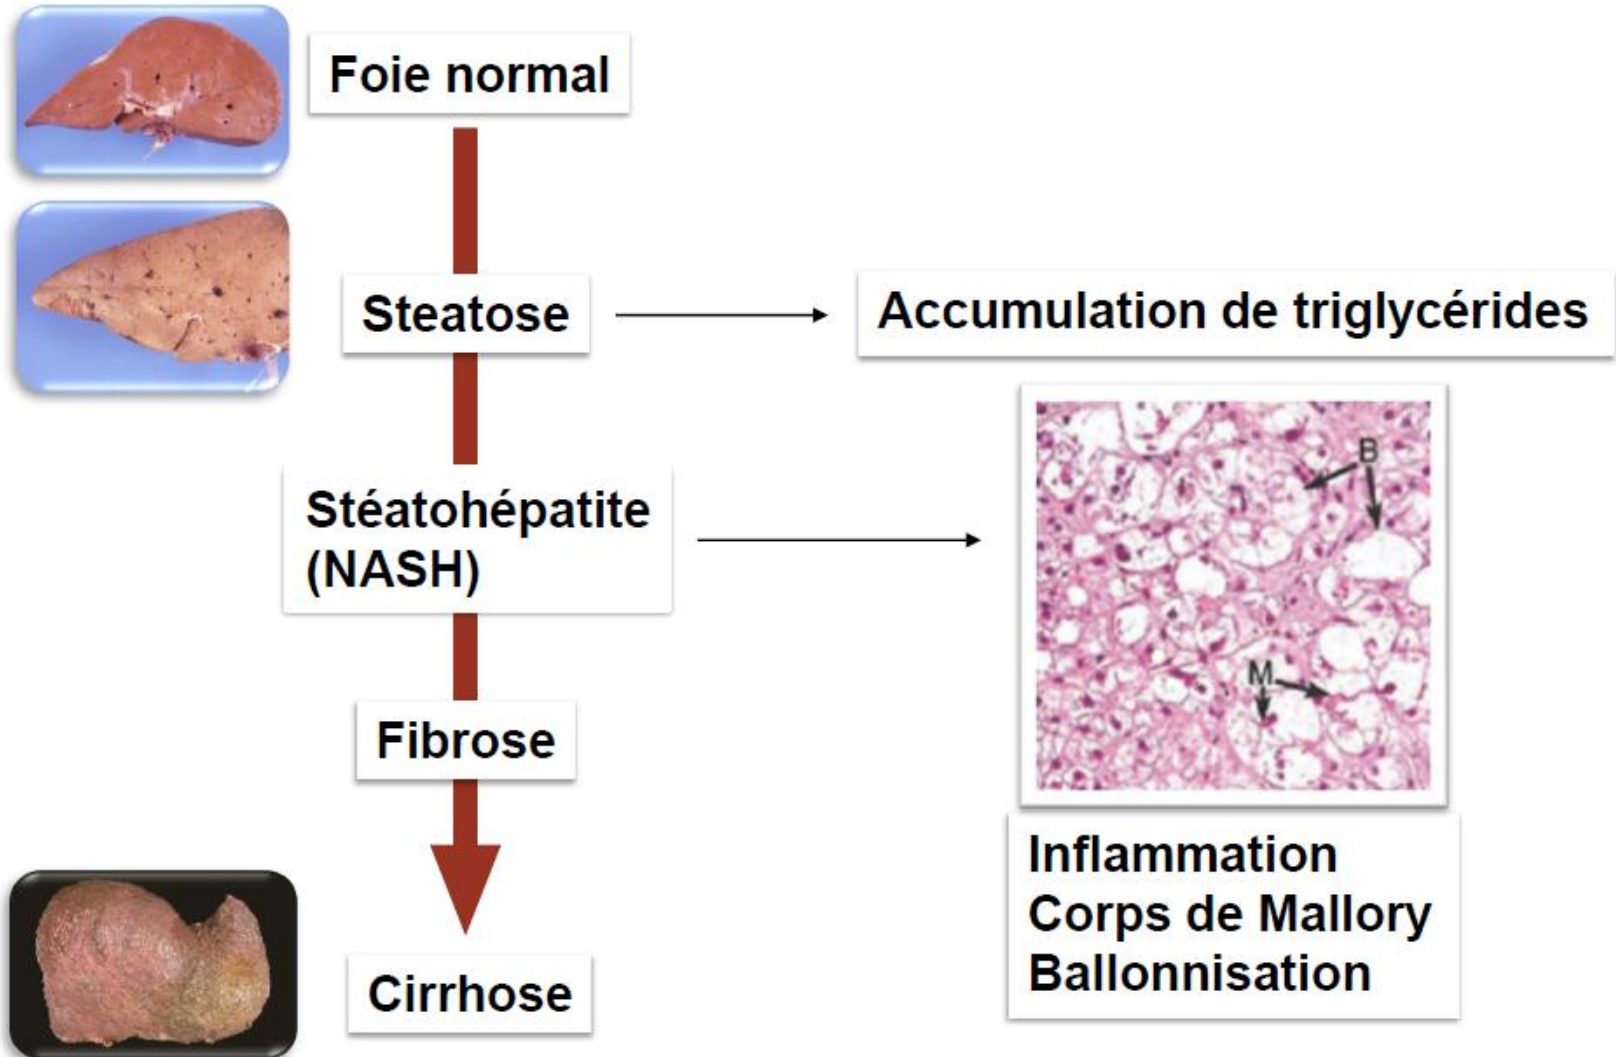 Foie normal
Steatose
Accumulation de triglycérides
Stéatohépatite
(NASH)
B
M
Fibrose
Inflammation
Corps de Mallory
Ballonnisation
Cirrhose